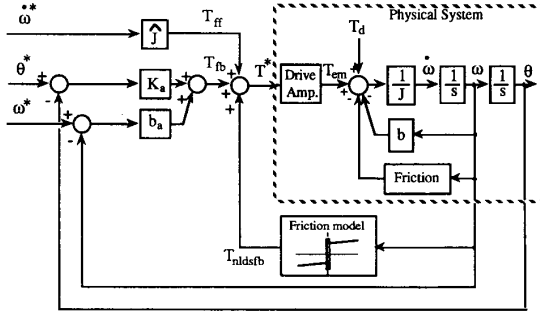 Physical System
ω̇*
Ĵ
T_ff
T_d
θ*
+
-
K_a
+
+
T_fb
+
+
+
T*
Drive
Amp.
T_em
+
+
-
-
1
J
ω̇
1
s
ω
1
s
θ
ω*
+
-
b_a
b
Friction
Friction model
T_nldsfb